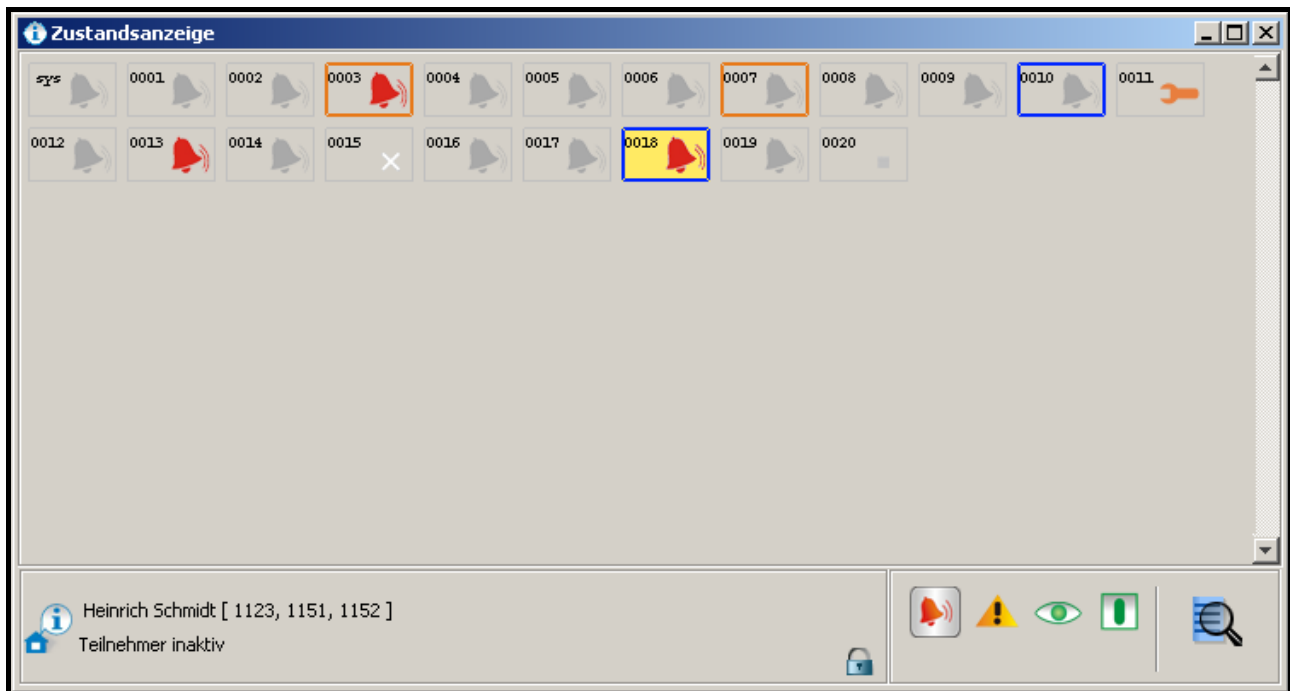 Zustandsanzeige
sys 0001 0002 0003 0004 0005 0006 0007 0008 0009 0010 0011
0012 0013 0014 0015 0016 0017 0018 0019 0020
Heinrich Schmidt [ 1123, 1151, 1152 ]
Teilnehmer inaktiv